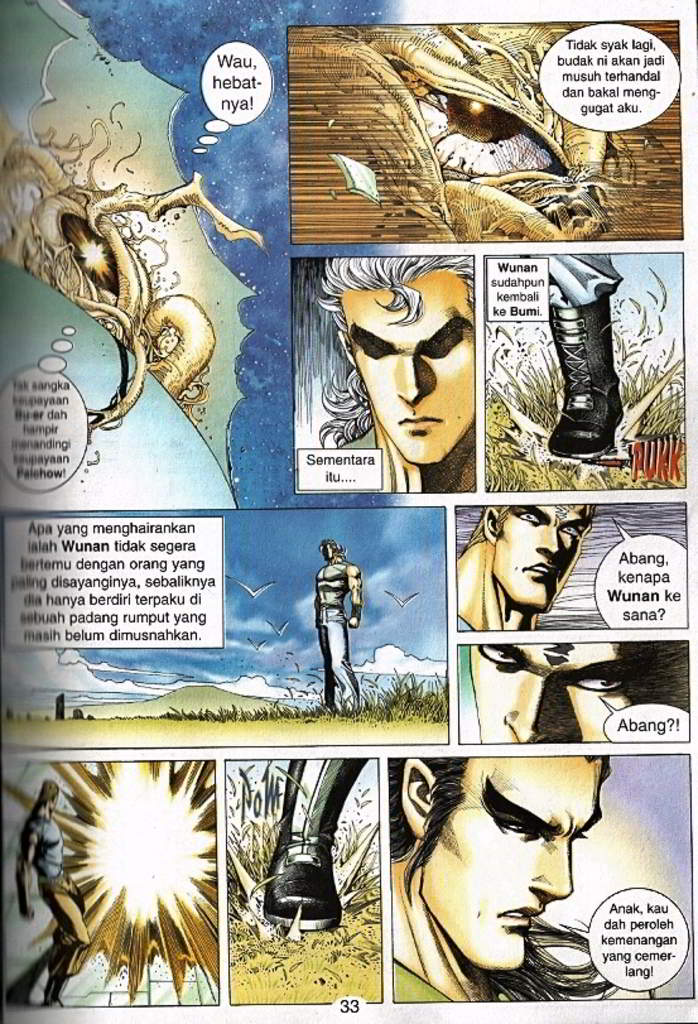 Wau,
hebat-
nya!
Tidak syak lagi,
budak ni akan jadi
musuh terhandal
dan bakal meng-
gugat aku.
Tak sangka
keupayaan
dah
hampir
menandingi
keupayaan
Palehow!
Sementara
itu....
Wunan
sudahpun
kembali
ke Bumi.
PUKK
Apa yang menghairankan
ialah Wunan tidak segera
bertemu dengan orang yang
paling disayanginya, sebaliknya
dia hanya berdiri terpaku di
sebuah padang rumput yang
masih belum dimusnahkan.
Abang,
kenapa
Wunan ke
sana?
Abang?!
POM
Anak, kau
dah peroleh
kemenangan
yang cemer-
lang!
33